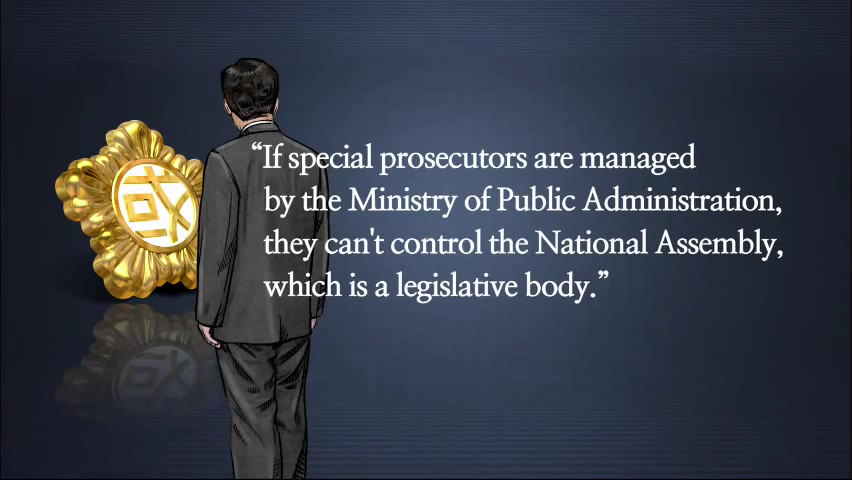 “If special prosecutors are managed
by the Ministry of Public Administration,
they can't control the National Assembly,
which is a legislative body.”